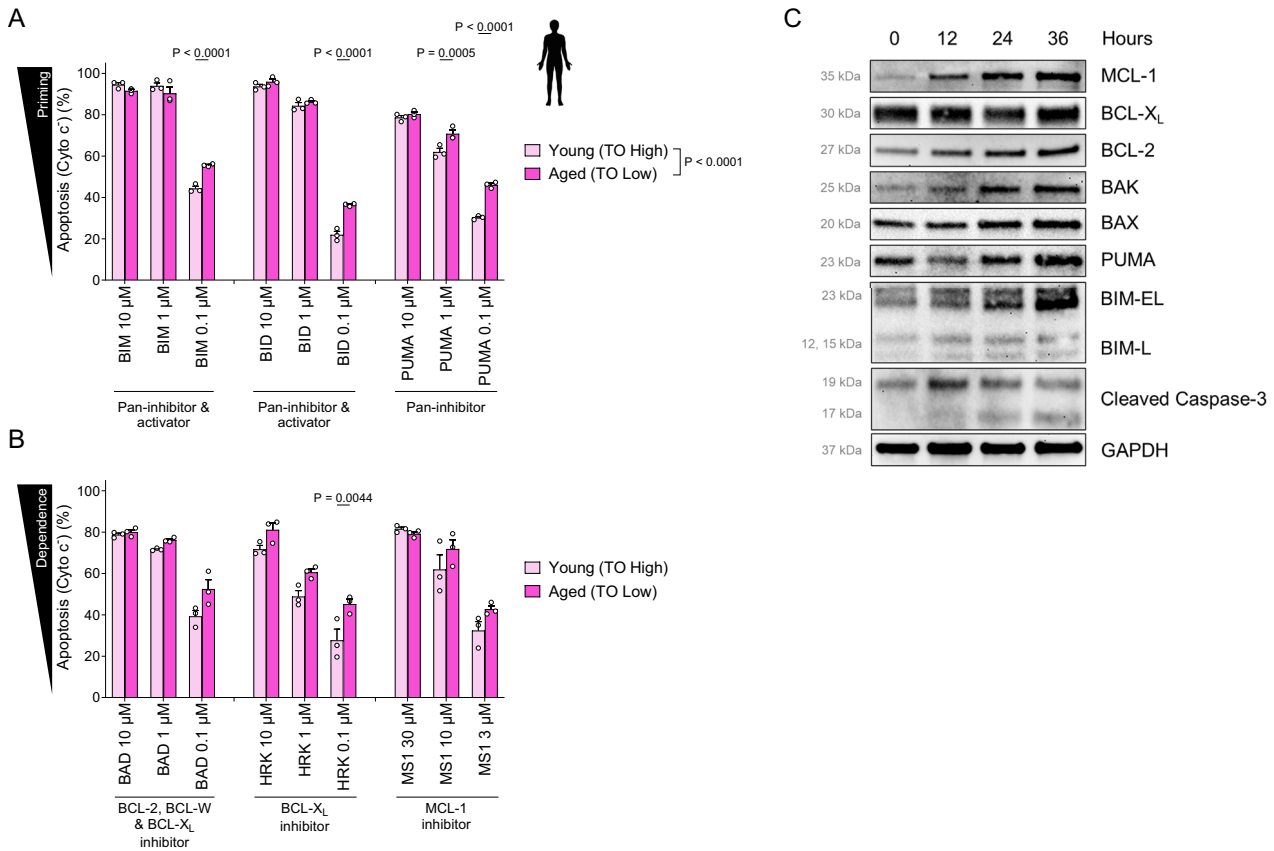 A
P < 0.0001
P < 0.0001
P = 0.0005
P < 0.0001
Priming
Apoptosis (Cyto c⁻) (%)
100
80
60
40
20
0
Young (TO High)
Aged (TO Low)
P < 0.0001
BIM 10 µM
BIM 1 µM
BIM 0.1 µM
BID 10 µM
BID 1 µM
BID 0.1 µM
PUMA 10 µM
PUMA 1 µM
PUMA 0.1 µM
Pan-inhibitor &
activator
Pan-inhibitor &
activator
Pan-inhibitor
B
P = 0.0044
Dependence
Apoptosis (Cyto c⁻) (%)
100
80
60
40
20
0
Young (TO High)
Aged (TO Low)
BAD 10 µM
BAD 1 µM
BAD 0.1 µM
HRK 10 µM
HRK 1 µM
HRK 0.1 µM
MS1 30 µM
MS1 10 µM
MS1 3 µM
BCL-2, BCL-W
& BCL-X_L
inhibitor
BCL-X_L
inhibitor
MCL-1
inhibitor
C
0 12 24 36 Hours
35 kDa MCL-1
30 kDa BCL-X_L
27 kDa BCL-2
25 kDa BAK
20 kDa BAX
23 kDa PUMA
23 kDa BIM-EL
12, 15 kDa BIM-L
19 kDa
Cleaved Caspase-3
17 kDa
37 kDa GAPDH